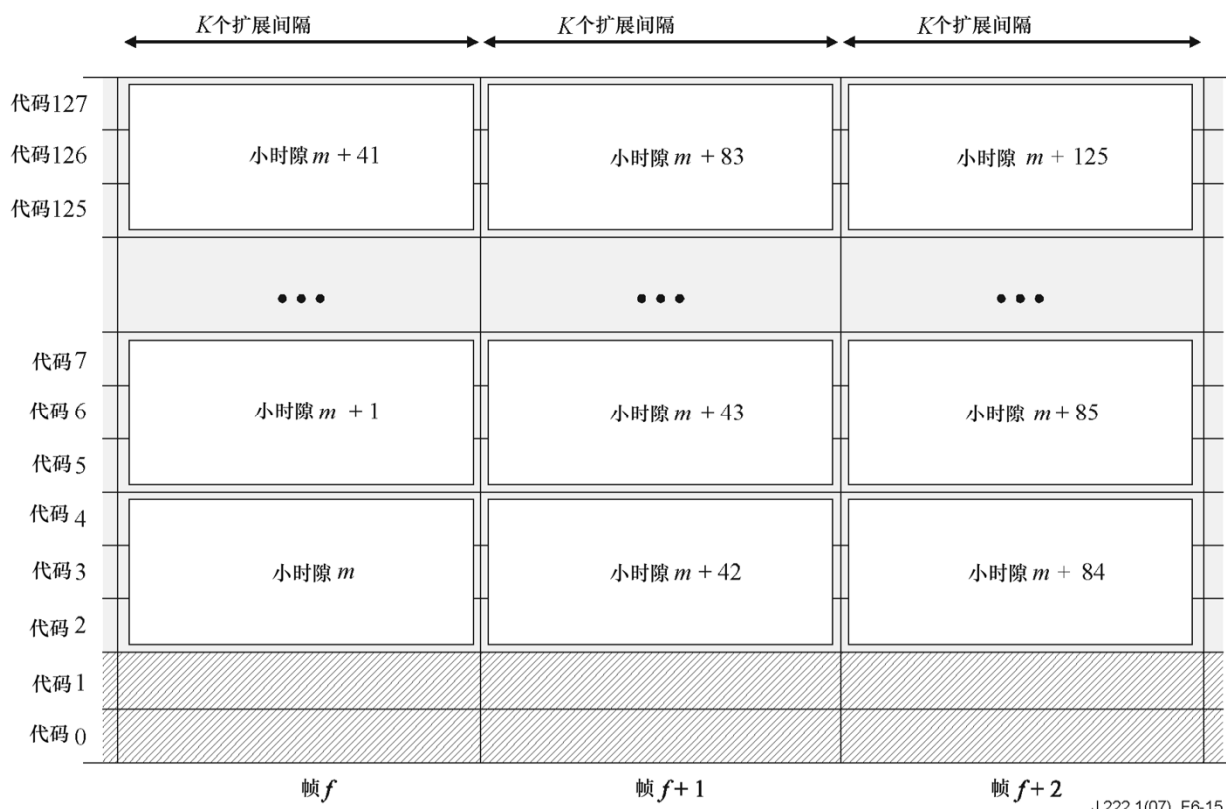 K个扩展间隔 K个扩展间隔 K个扩展间隔
代码127
代码126 小时隙 m + 41 小时隙 m + 83 小时隙 m + 125
代码125
••• ••• •••
代码7
代码6 小时隙 m + 1 小时隙 m + 43 小时隙 m + 85
代码5
代码4
代码3 小时隙 m 小时隙 m + 42 小时隙 m + 84
代码2
代码1
代码0
帧f 帧f+1 帧f+2
J.222.1(07)_F6-15